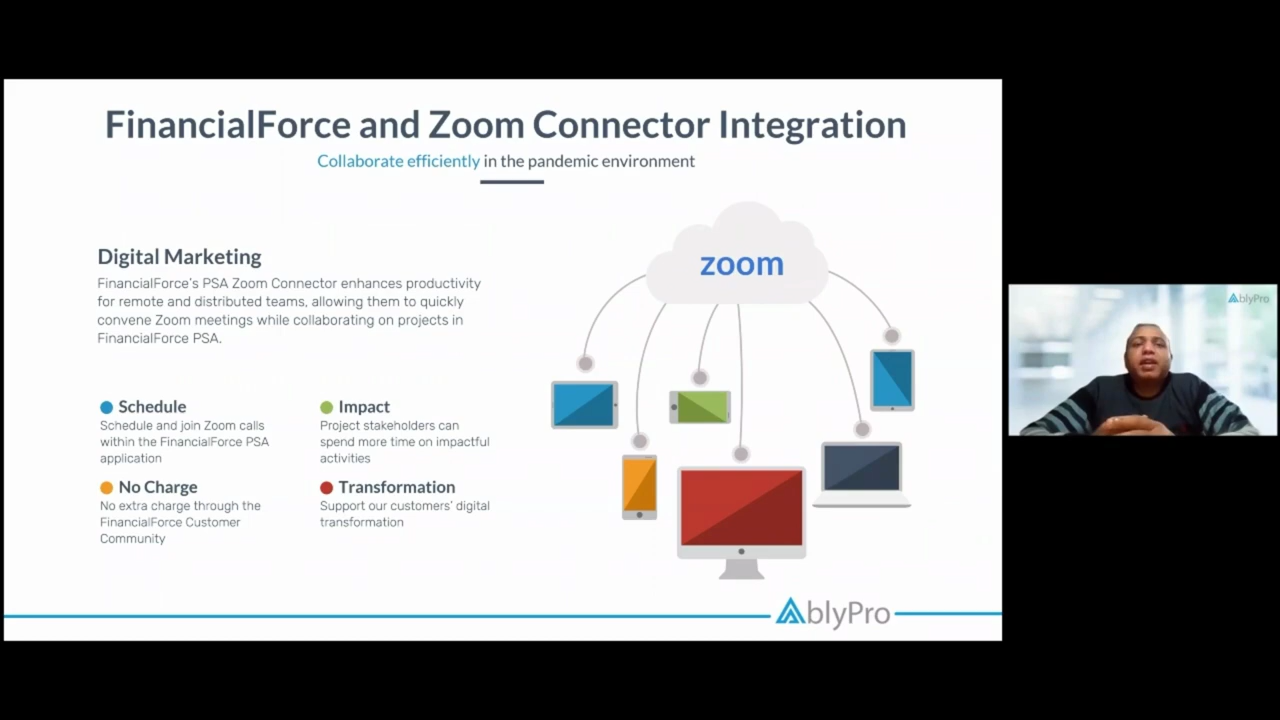 FinancialForce and Zoom Connector Integration
Collaborate efficiently in the pandemic environment
Digital Marketing
FinancialForce's PSA Zoom Connector enhances productivity
for remote and distributed teams, allowing them to quickly
convene Zoom meetings while collaborating on projects in
FinancialForce PSA.
Schedule
Schedule and join Zoom calls
within the FinancialForce PSA
application
Impact
Project stakeholders can
spend more time on impactful
activities
No Charge
No extra charge through the
FinancialForce Customer
Community
Transformation
Support our customers' digital
transformation
zoom
AblyPro
AblyPro